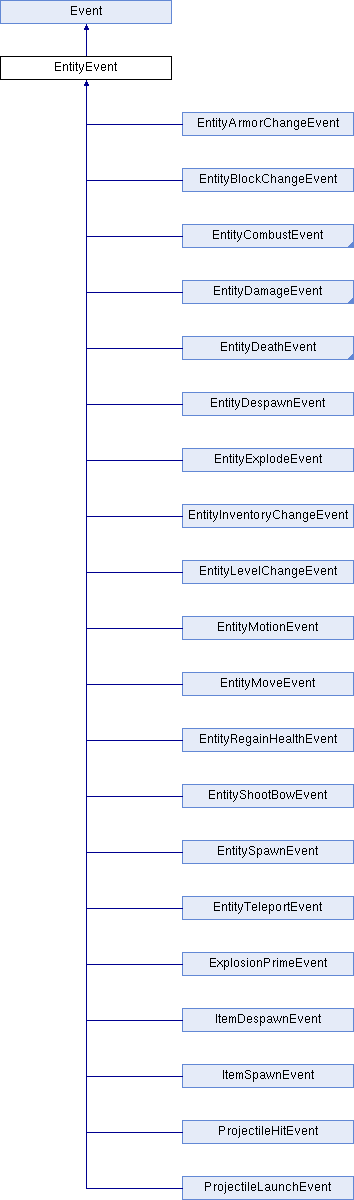 Event
EntityEvent
EntityArmorChangeEvent
EntityBlockChangeEvent
EntityCombustEvent
EntityDamageEvent
EntityDeathEvent
EntityDespawnEvent
EntityExplodeEvent
EntityInventoryChangeEvent
EntityLevelChangeEvent
EntityMotionEvent
EntityMoveEvent
EntityRegainHealthEvent
EntityShootBowEvent
EntitySpawnEvent
EntityTeleportEvent
ExplosionPrimeEvent
ItemDespawnEvent
ItemSpawnEvent
ProjectileHitEvent
ProjectileLaunchEvent